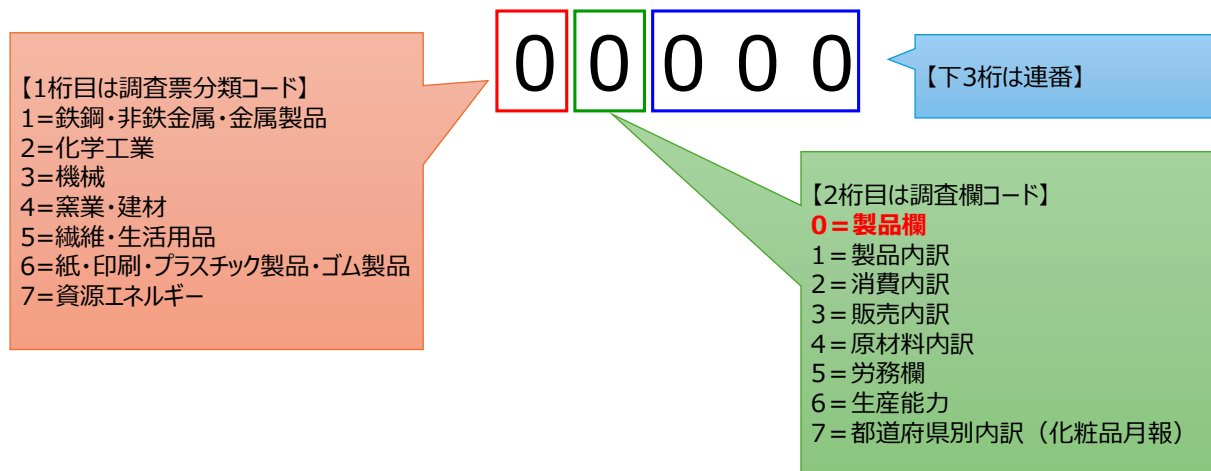 0 0 0 0 0
【1桁目は調査票分類コード】
1=鉄鋼・非鉄金属・金属製品
2=化学工業
3=機械
4=窯業・建材
5=繊維・生活用品
6=紙・印刷・プラスチック製品・ゴム製品
7=資源エネルギー
【下3桁は連番】
【2桁目は調査欄コード】
0=製品欄
1=製品内訳
2=消費内訳
3=販売内訳
4=原材料内訳
5=労務欄
6=生産能力
7=都道府県別内訳(化粧品月報)